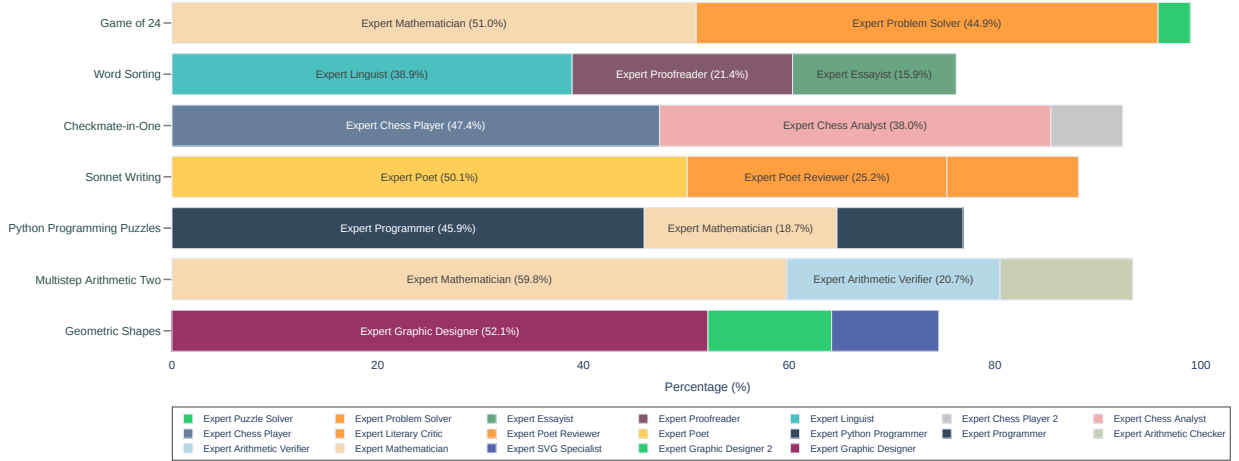 Game of 24
Expert Mathematician (51.0%) Expert Problem Solver (44.9%)
Word Sorting
Expert Linguist (38.9%) Expert Proofreader (21.4%) Expert Essayist (15.9%)
Checkmate-in-One
Expert Chess Player (47.4%) Expert Chess Analyst (38.0%)
Sonnet Writing
Expert Poet (50.1%) Expert Poet Reviewer (25.2%)
Python Programming Puzzles
Expert Programmer (45.9%) Expert Mathematician (18.7%)
Multistep Arithmetic Two
Expert Mathematician (59.8%) Expert Arithmetic Verifier (20.7%)
Geometric Shapes
Expert Graphic Designer (52.1%)
0 20 40 60 80 100
Percentage (%)
Expert Puzzle Solver Expert Problem Solver Expert Essayist Expert Proofreader Expert Linguist Expert Chess Player 2 Expert Chess Analyst
Expert Chess Player Expert Literary Critic Expert Poet Reviewer Expert Poet Expert Python Programmer Expert Programmer Expert Arithmetic Checker
Expert Arithmetic Verifier Expert Mathematician Expert SVG Specialist Expert Graphic Designer 2 Expert Graphic Designer